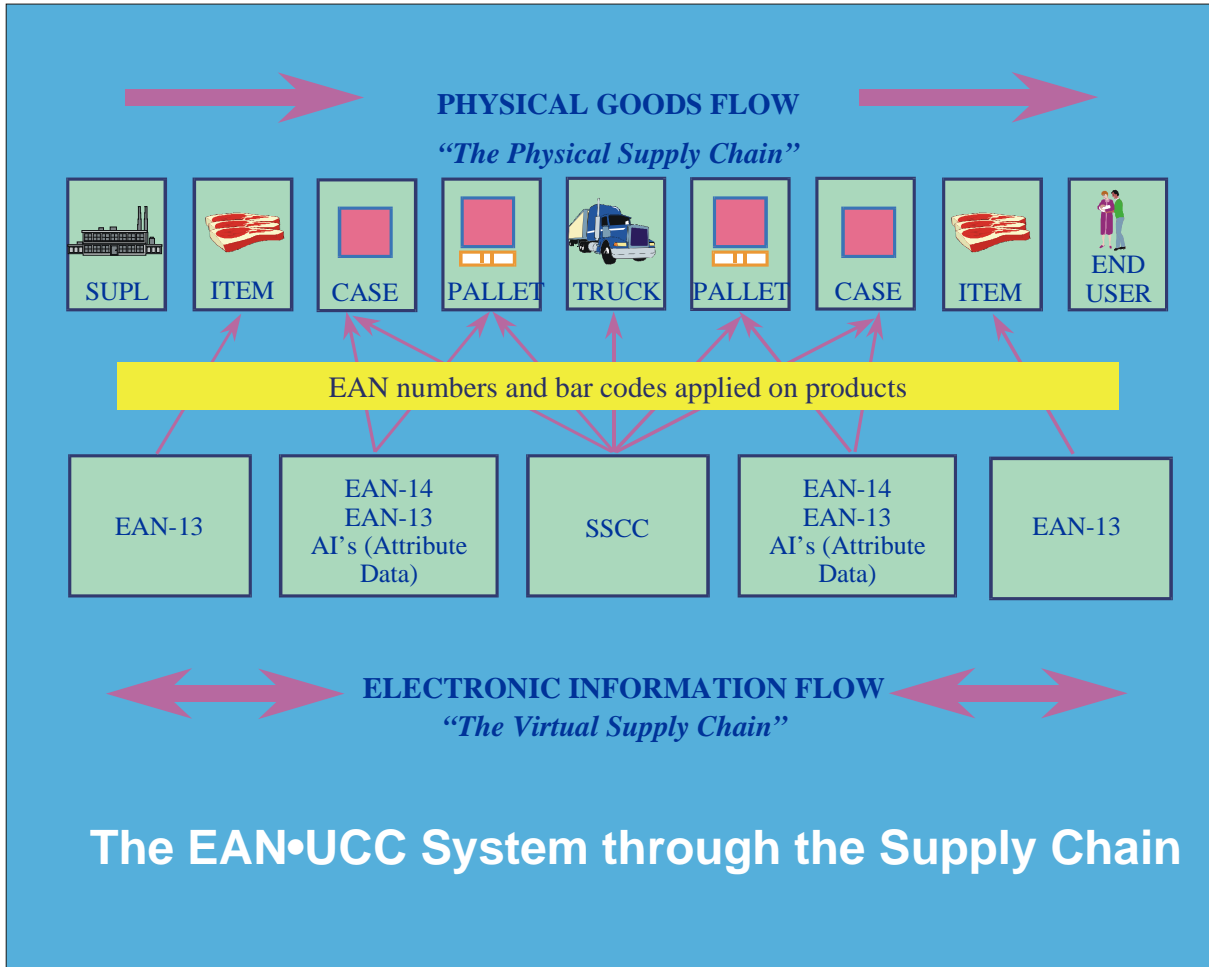 PHYSICAL GOODS FLOW
“The Physical Supply Chain”
SUPL
ITEM
CASE
PALLET
TRUCK
PALLET
CASE
ITEM
END
USER
EAN numbers and bar codes applied on products
EAN-13
EAN-14
EAN-13
AI’s (Attribute
Data)
SSCC
EAN-14
EAN-13
AI’s (Attribute
Data)
EAN-13
ELECTRONIC INFORMATION FLOW
“The Virtual Supply Chain”
The EAN•UCC System through the Supply Chain